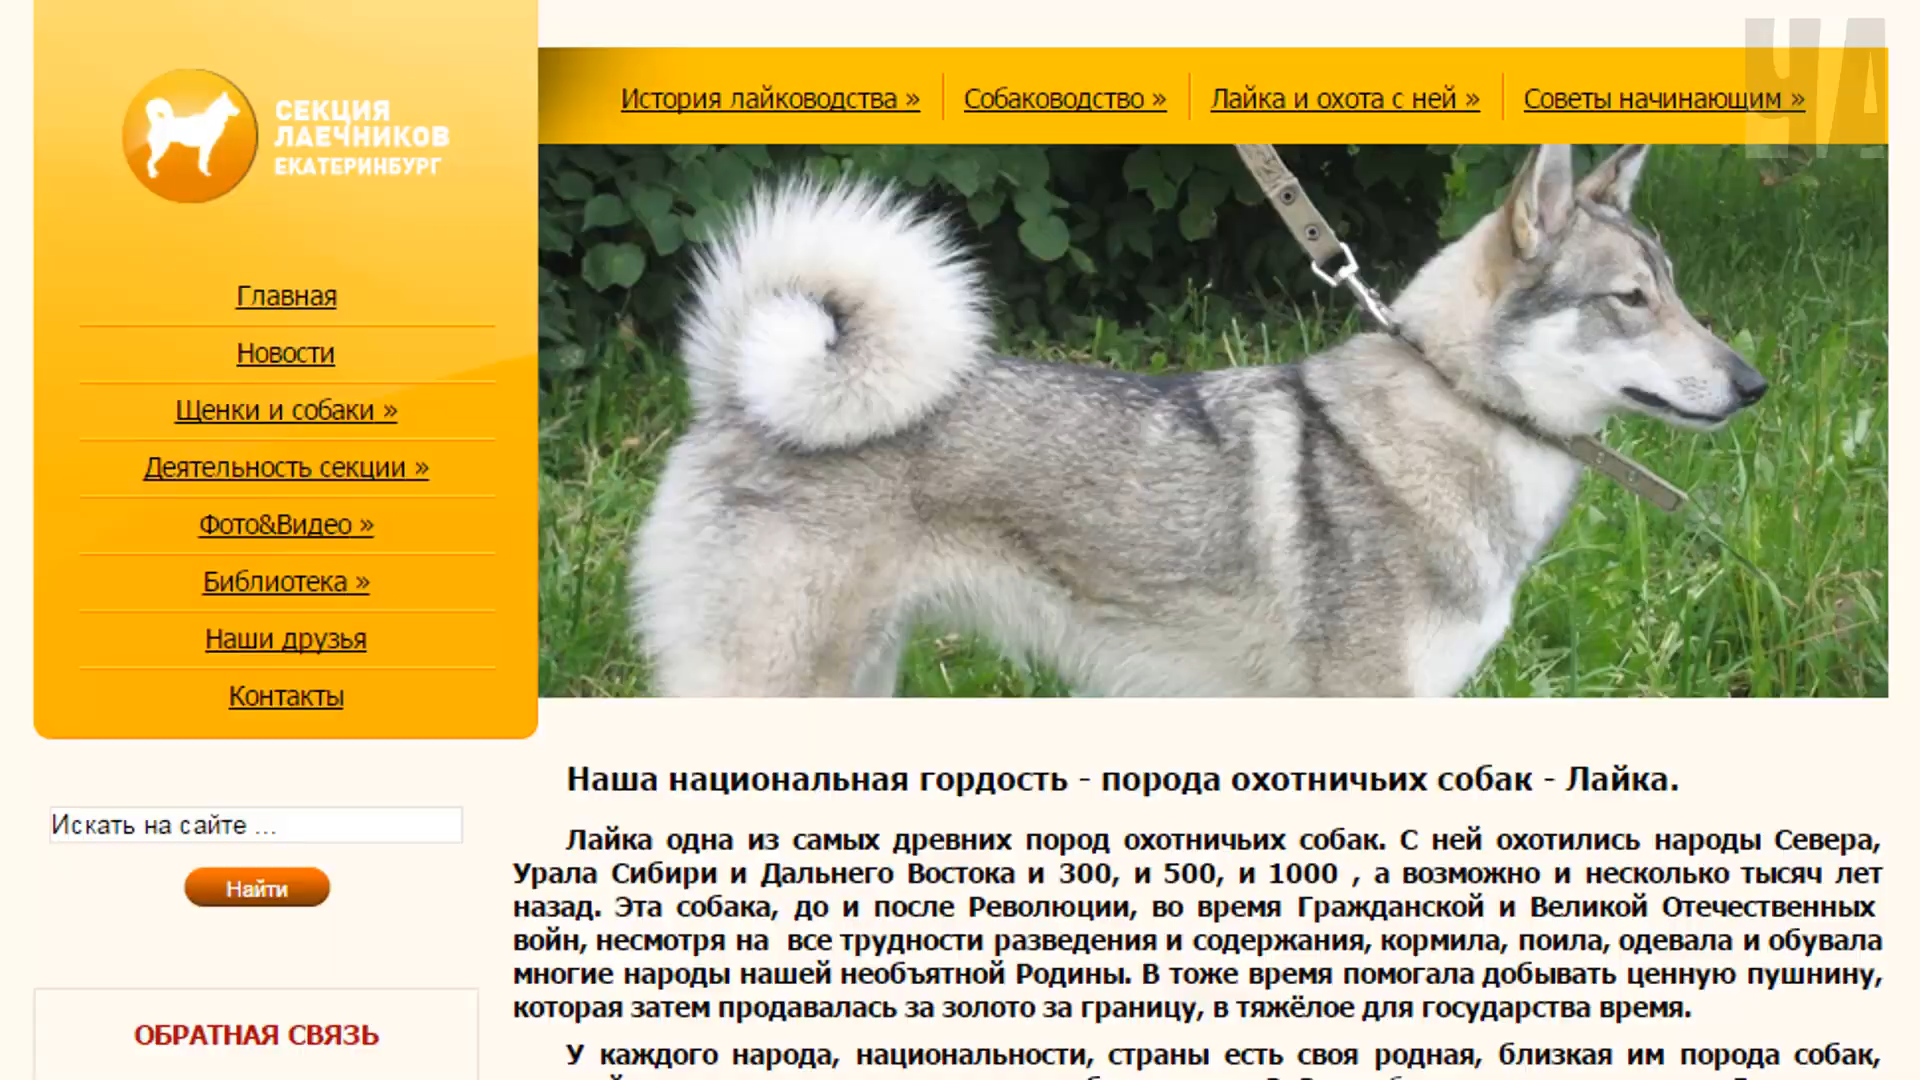 СЕКЦИЯ
ЛАЕЧНИКОВ
ЕКАТЕРИНБУРГ
История лайководства »
Собаководство »
Лайка и охота с ней »
Советы начинающим »
ЧА
Главная
Новости
Щенки и собаки »
Деятельность секции »
Фото&Видео »
Библиотека »
Наши друзья
Контакты
Искать на сайте ...
Найти
ОБРАТНАЯ СВЯЗЬ
Наша национальная гордость - порода охотничьих собак - Лайка.
Лайка одна из самых древних пород охотничьих собак. С ней охотились народы Севера,
Урала Сибири и Дальнего Востока и 300, и 500, и 1000 , а возможно и несколько тысяч лет
назад. Эта собака, до и после Революции, во время Гражданской и Великой Отечественных
войн, несмотря на все трудности разведения и содержания, кормила, поила, одевала и обувала
многие народы нашей необъятной Родины. В тоже время помогала добывать ценную пушнину,
которая затем продавалась за золото за границу, в тяжёлое для государства время.
У каждого народа, национальности, страны есть своя родная, близкая им порода собак,